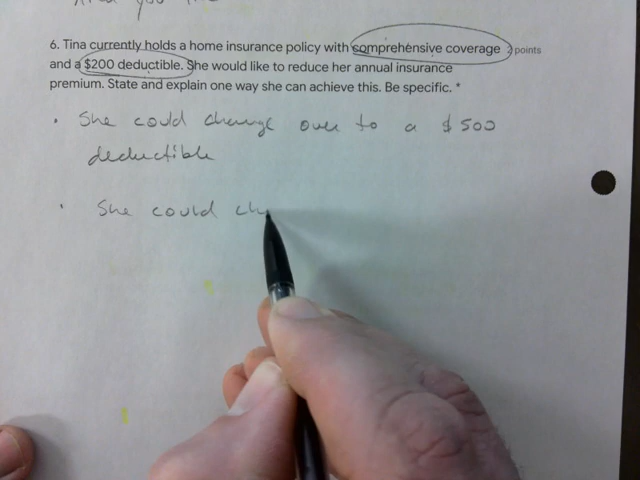 6. Tina currently holds a home insurance policy with comprehensive coverage 2 points
and a $200 deductible. She would like to reduce her annual insurance
premium. State and explain one way she can achieve this. Be specific. *
• She could change over to a $500
deductible
• She could ch